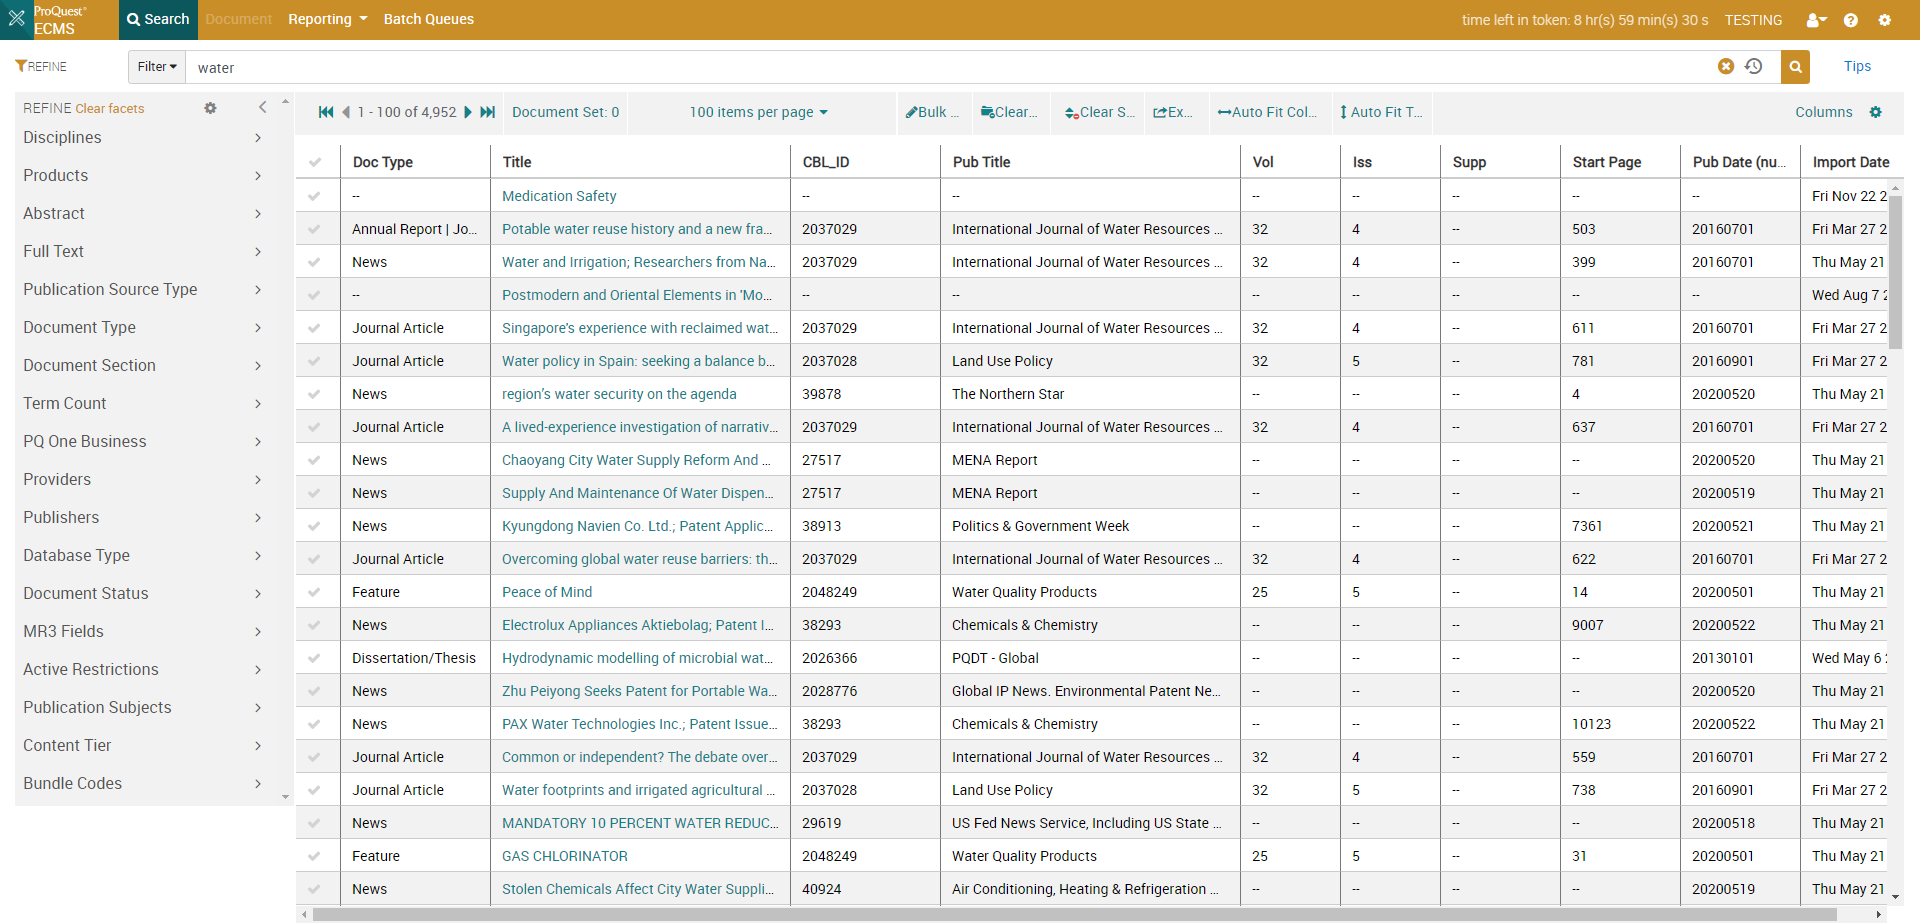 ProQuest® ECMS Search Document Reporting Batch Queues time left in token: 8 hr(s) 59 min(s) 30 s TESTING
REFINE Filter water Tips
REFINE Clear facets
Disciplines
Products
Abstract
Full Text
Publication Source Type
Document Type
Document Section
Term Count
PQ One Business
Providers
Publishers
Database Type
Document Status
MR3 Fields
Active Restrictions
Publication Subjects
Content Tier
Bundle Codes
1 - 100 of 4,952 Document Set: 0 100 items per page Bulk ... Clear... Clear S... Ex... Auto Fit Col... Auto Fit T... Columns
Doc Type Title CBL_ID Pub Title Vol Iss Supp Start Page Pub Date (nu... Import Date
-- Medication Safety -- -- -- -- -- -- -- Fri Nov 22 2
Annual Report | Jo... Potable water reuse history and a new fra... 2037029 International Journal of Water Resources ... 32 4 -- 503 20160701 Fri Mar 27 2
News Water and Irrigation; Researchers from Na... 2037029 International Journal of Water Resources ... 32 4 -- 399 20160701 Thu May 21
-- Postmodern and Oriental Elements in 'Mo... -- -- -- -- -- -- -- Wed Aug 7 2
Journal Article Singapore's experience with reclaimed wat... 2037029 International Journal of Water Resources ... 32 4 -- 611 20160701 Fri Mar 27 2
Journal Article Water policy in Spain: seeking a balance b... 2037028 Land Use Policy 32 5 -- 781 20160901 Fri Mar 27 2
News region's water security on the agenda 39878 The Northern Star -- -- -- 4 20200520 Thu May 21
Journal Article A lived-experience investigation of narrativ... 2037029 International Journal of Water Resources ... 32 4 -- 637 20160701 Fri Mar 27 2
News Chaoyang City Water Supply Reform And ... 27517 MENA Report -- -- -- -- 20200520 Thu May 21
News Supply And Maintenance Of Water Dispen... 27517 MENA Report -- -- -- -- 20200519 Thu May 21
News Kyungdong Navien Co. Ltd.; Patent Applic... 38913 Politics & Government Week -- -- -- 7361 20200521 Thu May 21
Journal Article Overcoming global water reuse barriers: th... 2037029 International Journal of Water Resources ... 32 4 -- 622 20160701 Fri Mar 27 2
Feature Peace of Mind 2048249 Water Quality Products 25 5 -- 14 20200501 Thu May 21
News Electrolux Appliances Aktiebolag; Patent I... 38293 Chemicals & Chemistry -- -- -- 9007 20200522 Thu May 21
Dissertation/Thesis Hydrodynamic modelling of microbial wat... 2026366 PQDT - Global -- -- -- -- 20130101 Wed May 6
News Zhu Peiyong Seeks Patent for Portable Wa... 2028776 Global IP News. Environmental Patent Ne... -- -- -- -- 20200520 Thu May 21
News PAX Water Technologies Inc.; Patent Issue... 38293 Chemicals & Chemistry -- -- -- 10123 20200522 Thu May 21
Journal Article Common or independent? The debate over... 2037029 International Journal of Water Resources ... 32 4 -- 559 20160701 Fri Mar 27 2
Journal Article Water footprints and irrigated agricultural ... 2037028 Land Use Policy 32 5 -- 738 20160901 Fri Mar 27 2
News MANDATORY 10 PERCENT WATER REDUC... 29619 US Fed News Service, Including US State ... -- -- -- -- 20200518 Thu May 21
Feature GAS CHLORINATOR 2048249 Water Quality Products 25 5 -- 31 20200501 Thu May 21
News Stolen Chemicals Affect City Water Suppli... 40924 Air Conditioning, Heating & Refrigeration ... -- -- -- -- 20200519 Thu May 21